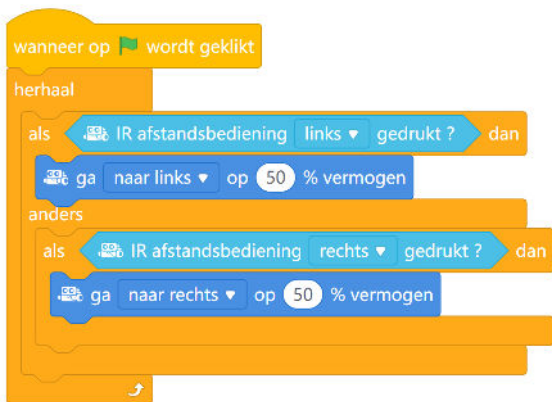 wanneer op wordt geklikt
herhaal
als IR afstandsbediening links ▾ gedrukt ? dan
ga naar links ▾ op 50 % vermogen
anders
als IR afstandsbediening rechts ▾ gedrukt ? dan
ga naar rechts ▾ op 50 % vermogen